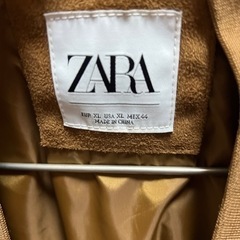 ZARA
EUR XL USA XL MEX 44
MADE IN CHINA